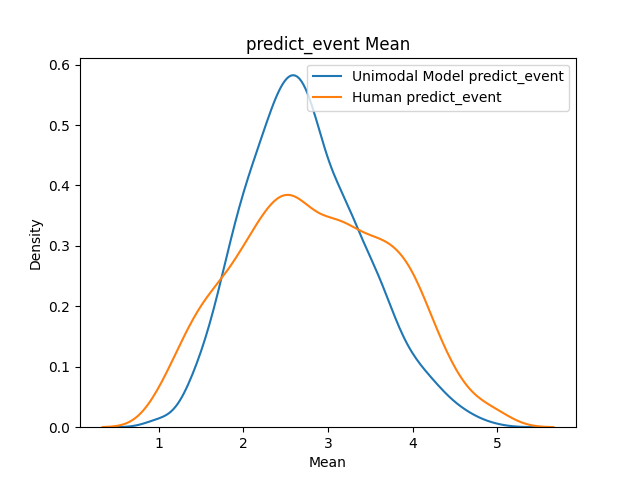 predict_event Mean
Unimodal Model predict_event
Human predict_event
0.6
0.5
0.4
0.3
0.2
0.1
0.0
Density
1 2 3 4 5
Mean